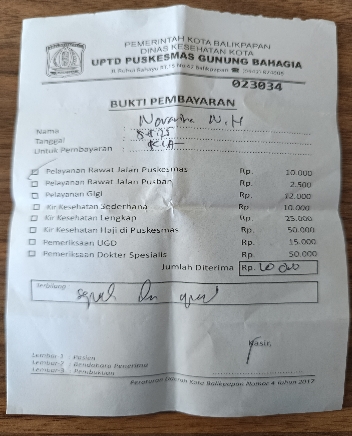 PEMERINTAH KOTA BALIKPAPAN
DINAS KESEHATAN KOTA
UPTD PUSKESMAS GUNUNG BAHAGIA
023034
BUKTI PEMBAYARAN
Nama
Tanggal
Untuk Pembayaran KIA
Pelayanan Rawat Jalan Puskesmas Rp. 10.000
Pelayanan Rawat Jalan Pusban Rp. 2.500
Pelayanan Gigi Rp. 12.000
Kir Kesehatan Sederhana Rp. 10.000
Kir Kesehatan Lengkap Rp. 25.000
Kir Kesehatan Haji di Puskesmas Rp. 50.000
Pemeriksaan UGD Rp. 15.000
Pemeriksaan Dokter Spesialis Rp. 50.000
Jumlah Diterima Rp.
Terbilang
Kasir,
Lembar-1 : Pasien
Lembar-2 : Bendahara Penerima
Lembar-3 : Pembukuan
Peraturan Daerah Kota Balikpapan Nomor 4 tahun 2017